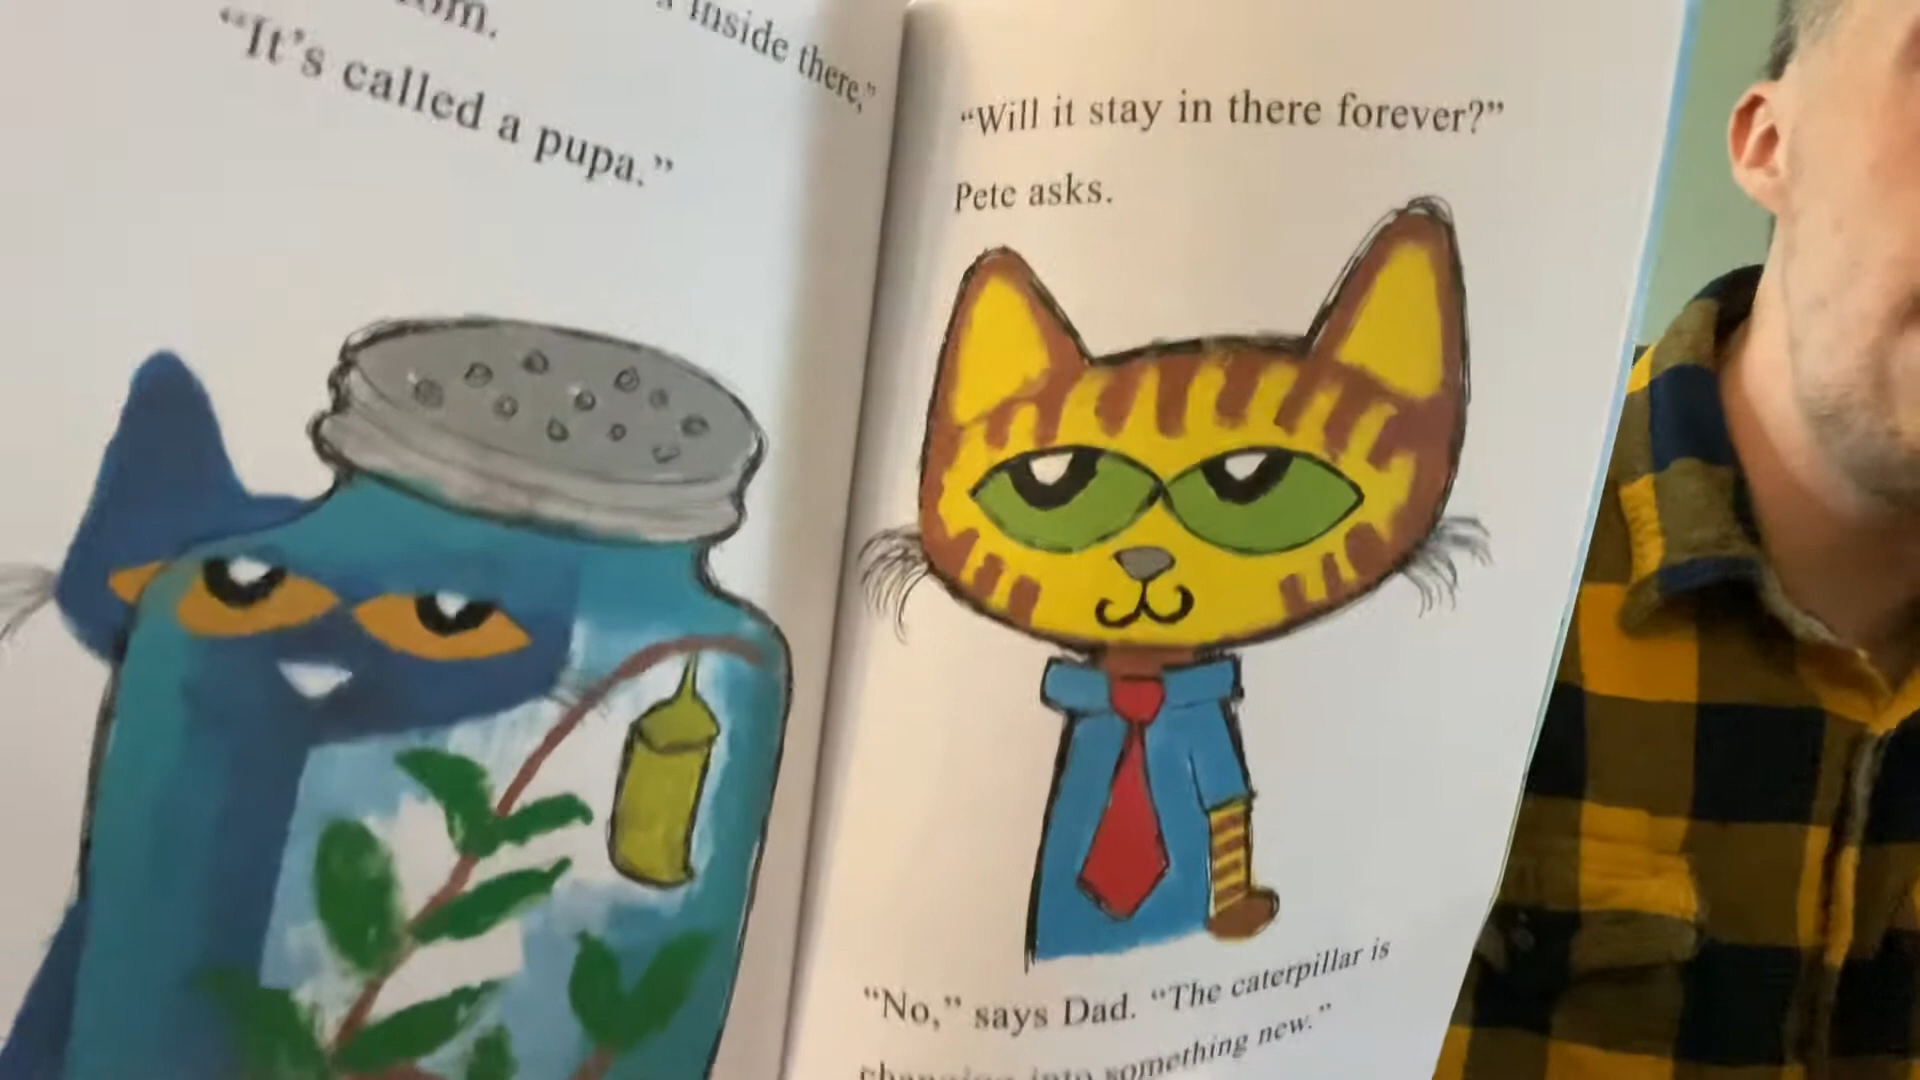 inside there,"
"It's called a pupa."
"Will it stay in there forever?"
Pete asks.
"No," says Dad. "The caterpillar is
into something new."